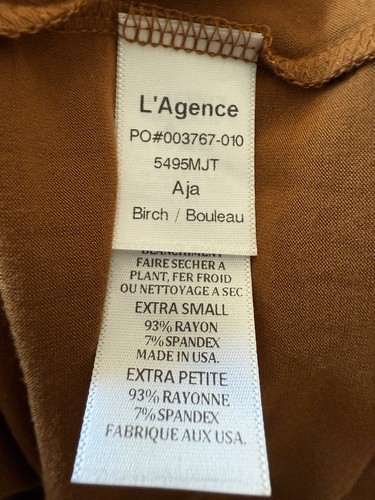 L'Agence
PO#003767-010
5495MJT
Aja
Birch / Bouleau
BLANCHIMENT
FAIRE SECHER A
PLANT, FER FROID
OU NETTOYAGE A SEC
EXTRA SMALL
93% RAYON
7% SPANDEX
MADE IN USA.
EXTRA PETITE
93% RAYONNE
7% SPANDEX
FABRIQUE AUX USA.